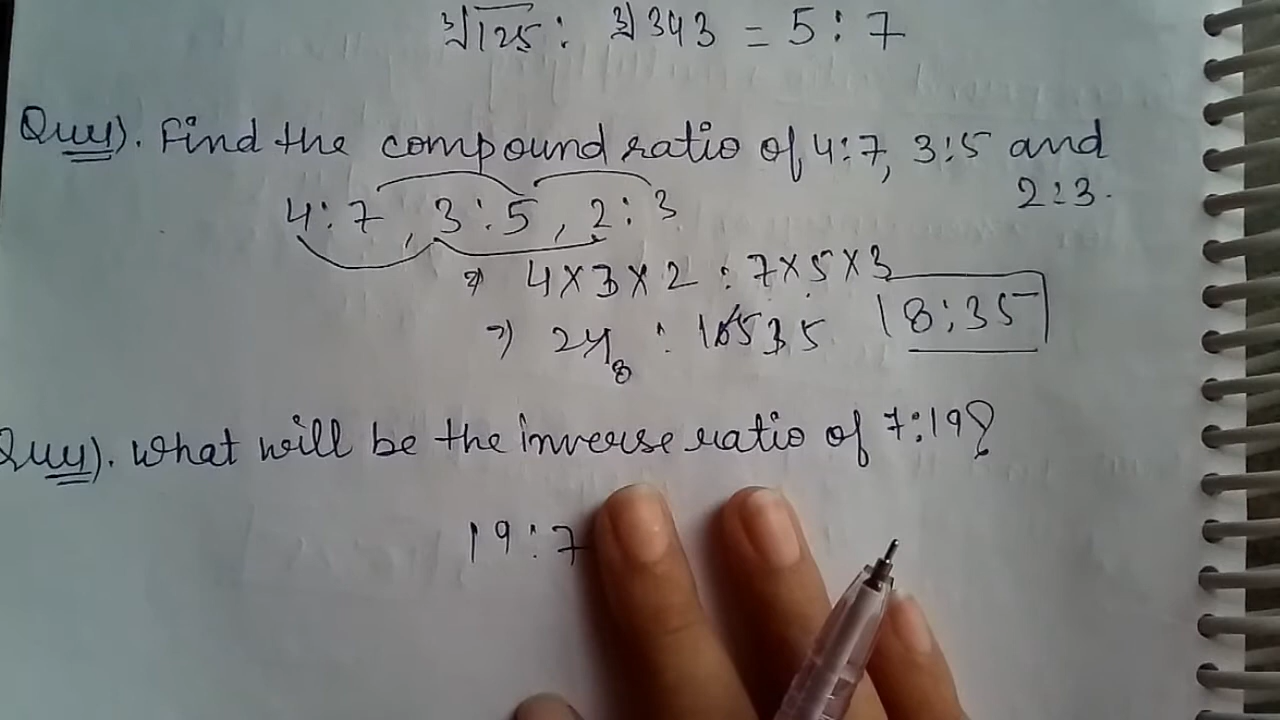 ∛125 : ∛343 = 5 : 7
Find the compound ratio of 4:7, 3:5 and
2:3.
4:7, 3:5, 2:3
⇒ 4×3×2 : 7×5×3
⇒ 24 8 : 105 35 8:35
What will be the inverse ratio of 7:19?
19:7